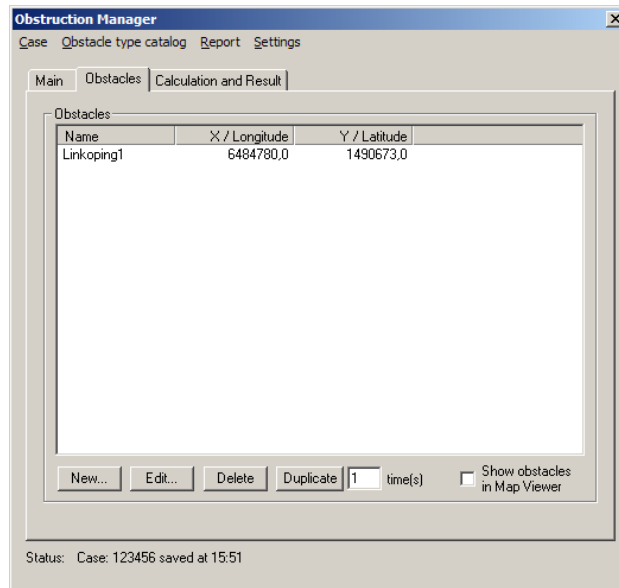 Obstruction Manager
Case Obstacle type catalog Report Settings
Main Obstacles Calculation and Result
Obstacles
Name X / Longitude Y / Latitude
Linkoping1 6484780,0 1490673,0
New... Edit... Delete Duplicate 1 time(s) Show obstacles
in Map Viewer
Status: Case: 123456 saved at 15:51